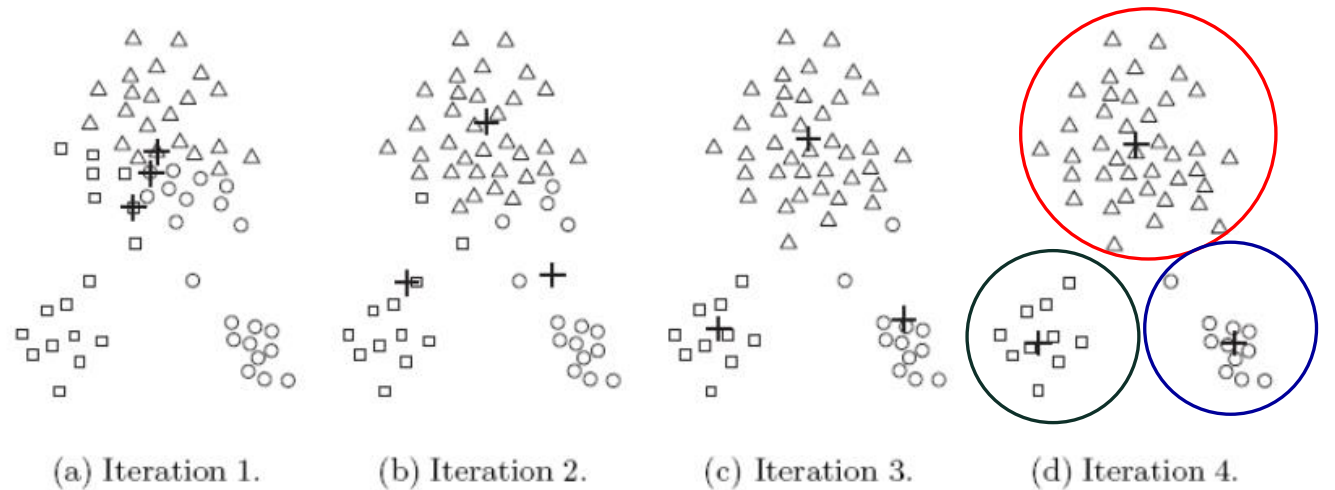 (a) Iteration 1.
(b) Iteration 2.
(c) Iteration 3.
(d) Iteration 4.